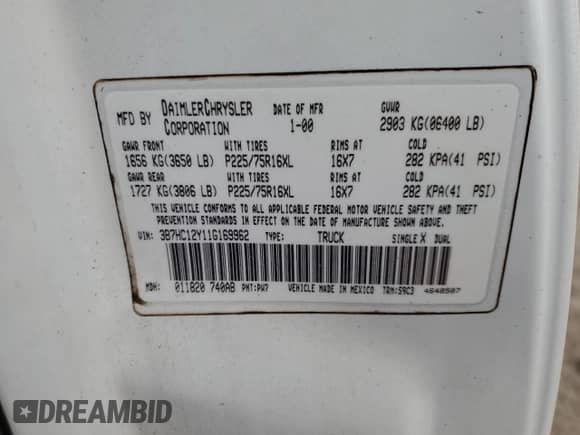 MFD BY DAIMLERCHRYSLER CORPORATION DATE OF MFR 1-00 GVWR 2903 KG(06400 LB)
GAWR FRONT WITH TIRES RIMS AT COLD
1656 KG(3650 LB) P225/75R16XL 16X7 282 KPA(41 PSI)
GAWR REAR WITH TIRES RIMS AT COLD
1727 KG(3806 LB) P225/75R16XL 16X7 282 KPA(41 PSI)
THIS VEHICLE CONFORMS TO ALL APPLICABLE FEDERAL MOTOR VEHICLE SAFETY AND THEFT
PREVENTION STANDARDS IN EFFECT ON THE DATE OF MANUFACTURE SHOWN ABOVE.
VIN: 3B7HC12Y11G169962 TYPE: TRUCK SINGLE X DUAL
MDH: 011820 740AB PNT:PW7 VEHICLE MADE IN MEXICO TRM:S9C3 4648507
DREAMBID